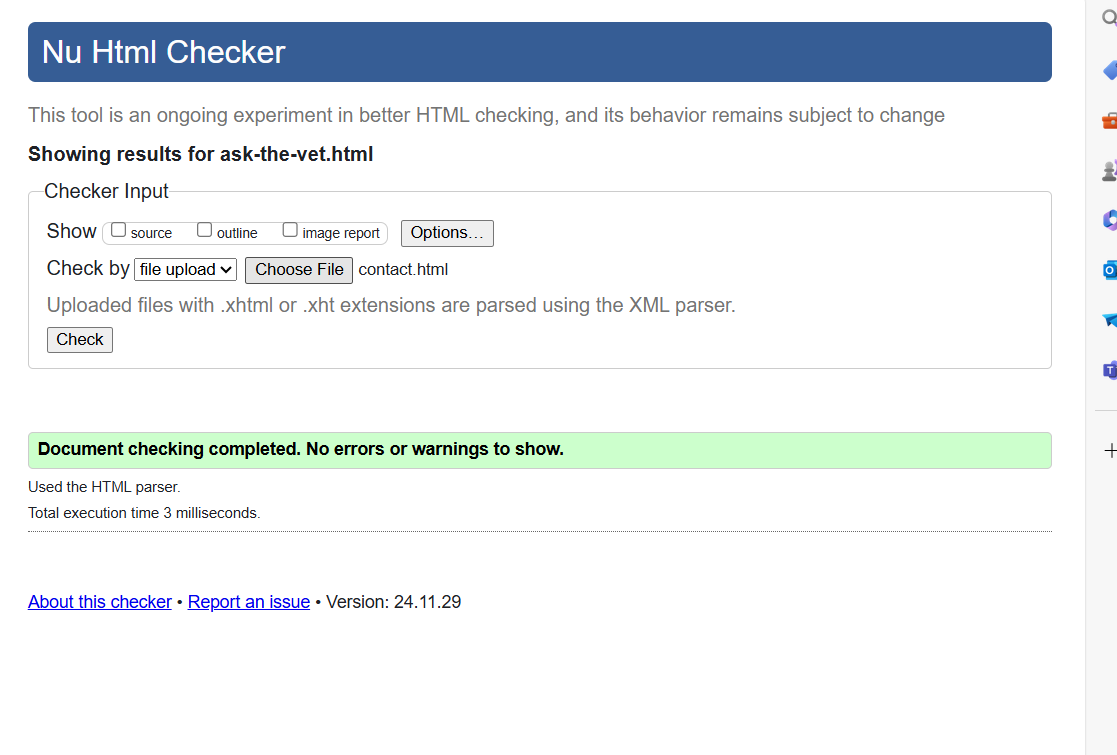 Nu Html Checker
This tool is an ongoing experiment in better HTML checking, and its behavior remains subject to change
Showing results for ask-the-vet.html
Checker Input
Show source outline image report Options...
Check by file upload Choose File contact.html
Uploaded files with .xhtml or .xht extensions are parsed using the XML parser.
Check
Document checking completed. No errors or warnings to show.
Used the HTML parser.
Total execution time 3 milliseconds.
About this checker • Report an issue • Version: 24.11.29